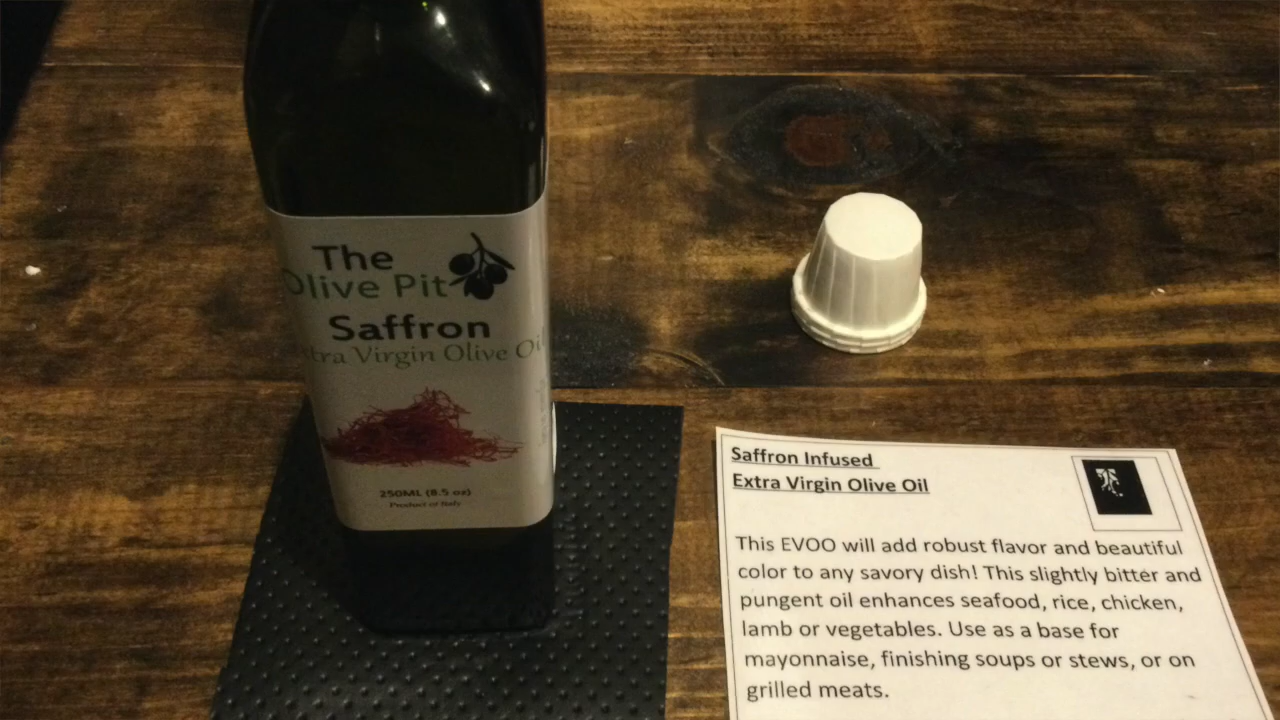 The
Olive Pit
Saffron
Extra Virgin Olive Oil
250ML (8.5 oz)
Product of Italy
Saffron Infused
Extra Virgin Olive Oil
This EVOO will add robust flavor and beautiful
color to any savory dish! This slightly bitter and
pungent oil enhances seafood, rice, chicken,
lamb or vegetables. Use as a base for
mayonnaise, finishing soups or stews, or on
grilled meats.